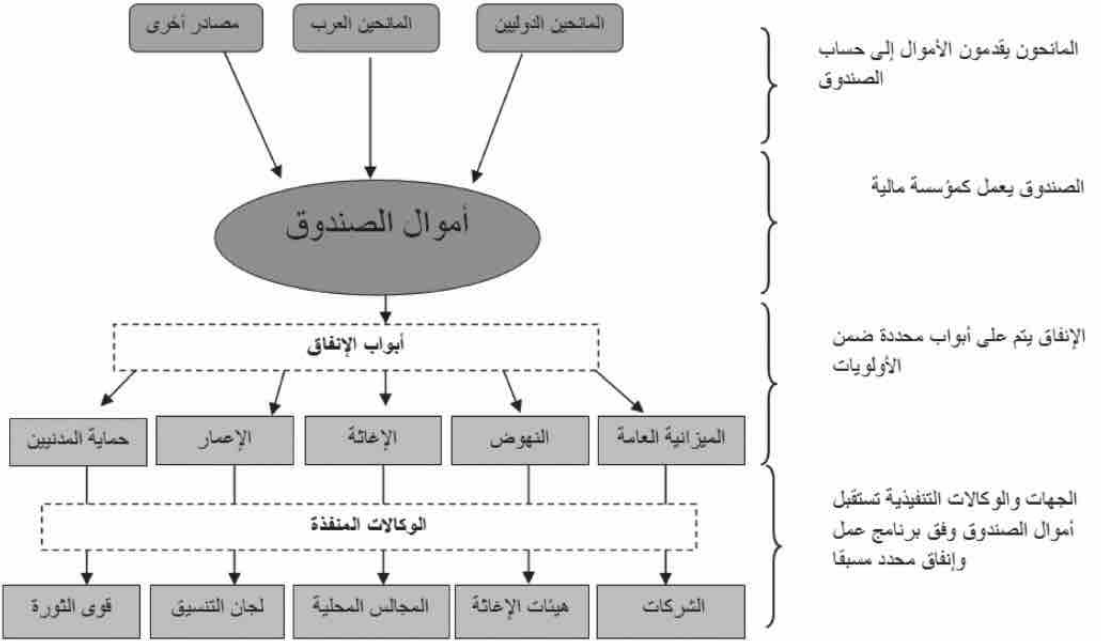 المانحين الدوليين
المانحين العرب
مصادر أخرى
المانحون يقدمون الأموال إلى حساب
الصندوق
أموال الصندوق
الصندوق يعمل كمؤسسة مالية
أبواب الإنفاق
الإنفاق يتم على أبواب محددة ضمن
الأولويات
الميزانية العامة
النهوض
الإغاثة
الإعمار
حماية المدنيين
الوكالات المنفذة
الجهات والوكالات التنفيذية تستقبل
أموال الصندوق وفق برنامج عمل
وإنفاق محدد مسبقا
الشركات
هيئات الإغاثة
المجالس المحلية
لجان التنسيق
قوى الثورة